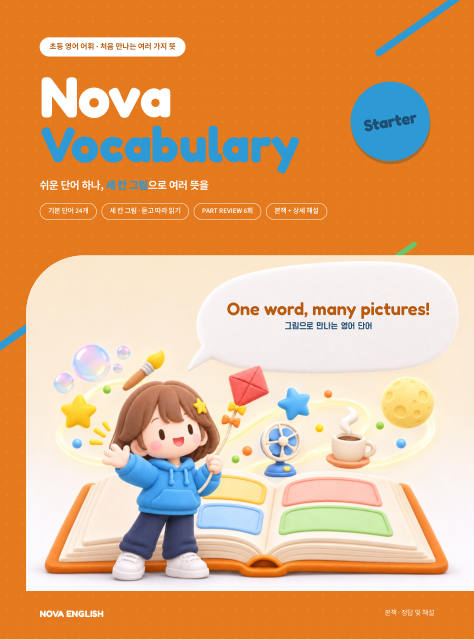 초등 영어 어휘 · 처음 만나는 여러 가지 뜻
Nova
Vocabulary
Starter
쉬운 단어 하나, 세 컷 그림으로 여러 뜻을
기본 단어 24개
세 컷 그림 · 듣고 따라 읽기
PART REVIEW 6회
본책 + 상세 해설
One word, many pictures!
그림으로 만나는 영어 단어
NOVA ENGLISH
본책 · 정답 및 해설